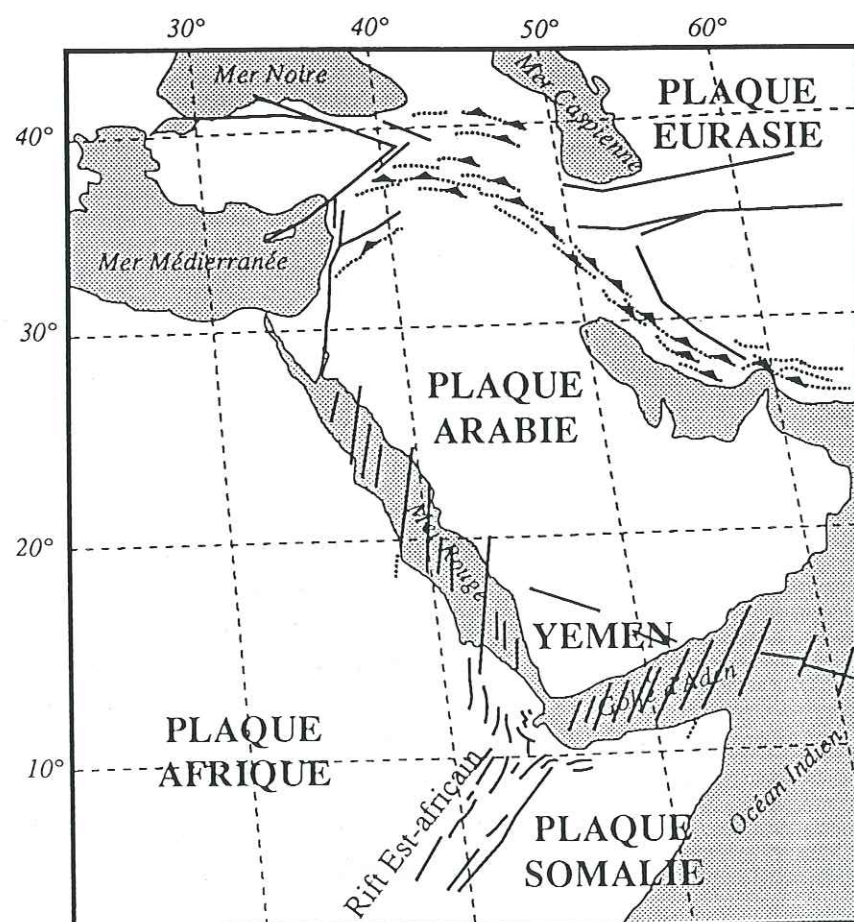 30° 40° 50° 60°
Mer Noire
Mer Caspienne
PLAQUE
EURASIE
40°
Mer Médierranée
30°
PLAQUE
ARABIE
20°
Mer Rouge
YEMEN
Golfe d'Aden
PLAQUE
AFRIQUE
10°
Rift Est-africain
PLAQUE
SOMALIE
Océan Indien